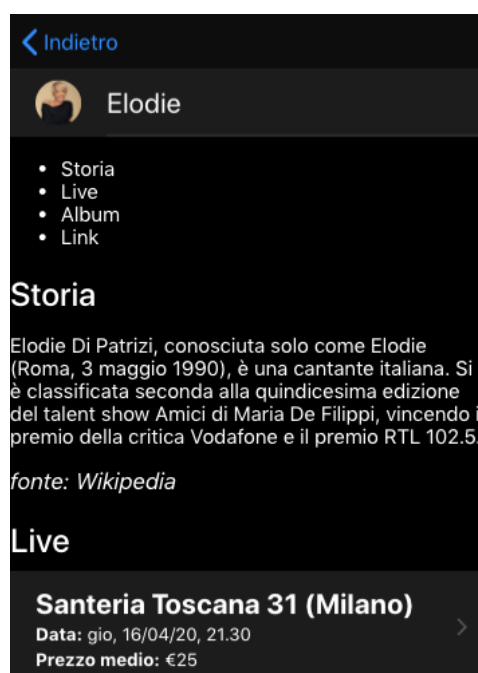 Indietro
Elodie
• Storia
• Live
• Album
• Link
Storia
Elodie Di Patrizi, conosciuta solo come Elodie
(Roma, 3 maggio 1990), è una cantante italiana. Si
è classificata seconda alla quindicesima edizione
del talent show Amici di Maria De Filippi, vincendo i
premio della critica Vodafone e il premio RTL 102.5.
fonte: Wikipedia
Live
Santeria Toscana 31 (Milano)
Data: gio, 16/04/20, 21.30
Prezzo medio: €25